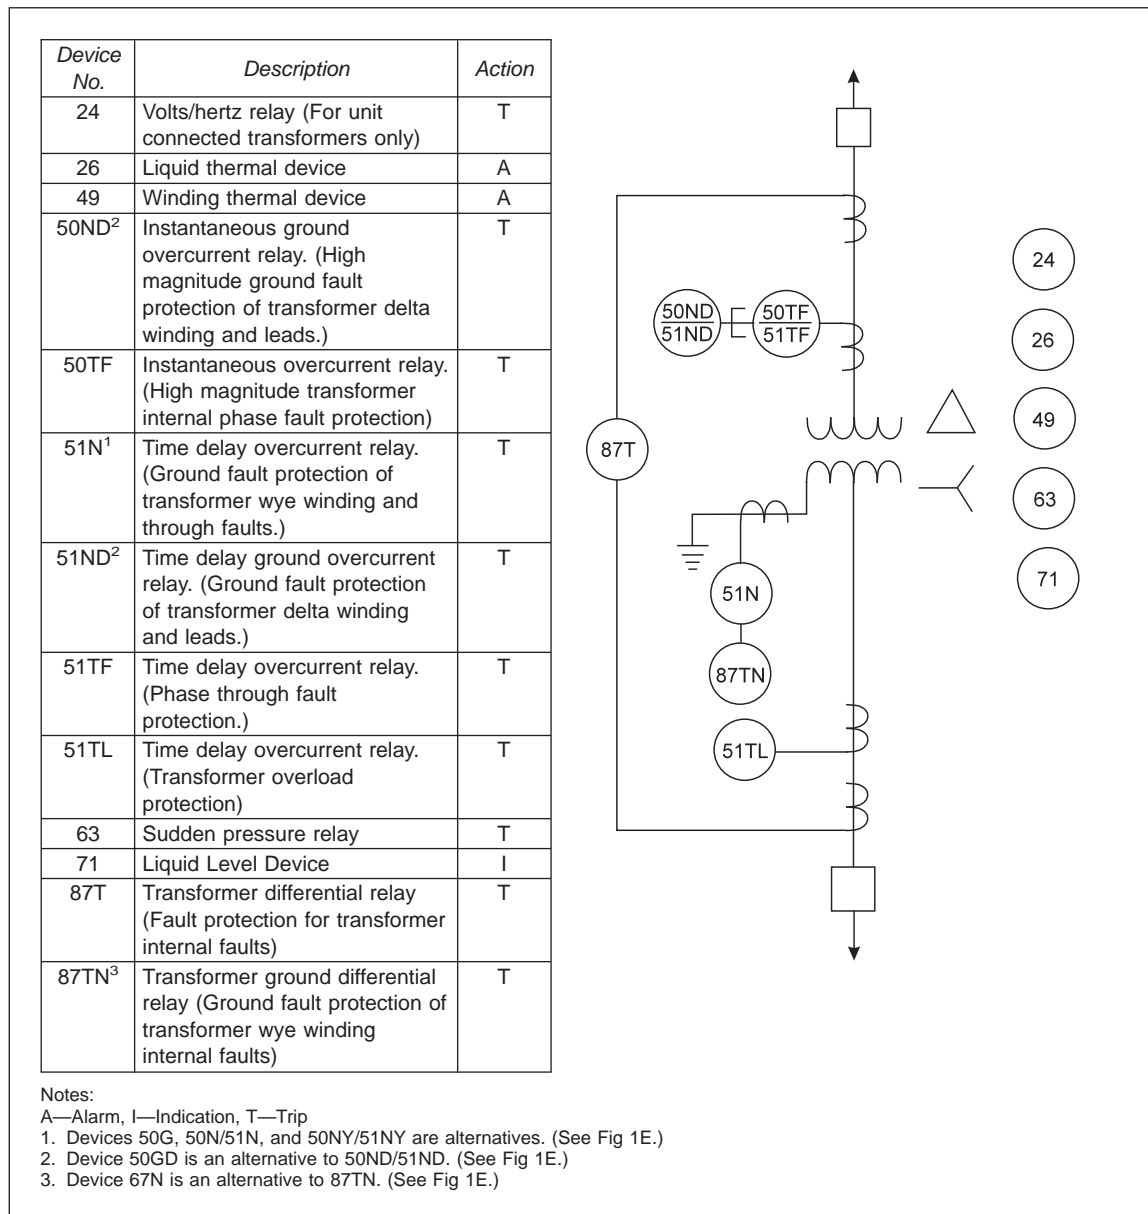 Device No. Description Action
24 Volts/hertz relay (For unit T
connected transformers only)
26 Liquid thermal device A
49 Winding thermal device A
50ND² Instantaneous ground T
overcurrent relay. (High
magnitude ground fault
protection of transformer delta
winding and leads.)
50TF Instantaneous overcurrent relay. T
(High magnitude transformer
internal phase fault protection)
51N¹ Time delay overcurrent relay. T
(Ground fault protection of
transformer wye winding and
through faults.)
51ND² Time delay ground overcurrent T
relay. (Ground fault protection
of transformer delta winding
and leads.)
51TF Time delay overcurrent relay. T
(Phase through fault
protection.)
51TL Time delay overcurrent relay. T
(Transformer overload
protection)
63 Sudden pressure relay T
71 Liquid Level Device I
87T Transformer differential relay T
(Fault protection for transformer
internal faults)
87TN³ Transformer ground differential T
relay (Ground fault protection of
transformer wye winding
internal faults)
50ND
51ND
50TF
51TF
87T
51N
87TN
51TL
24
26
49
63
71
Notes:
A—Alarm, I—Indication, T—Trip
1. Devices 50G, 50N/51N, and 50NY/51NY are alternatives. (See Fig 1E.)
2. Device 50GD is an alternative to 50ND/51ND. (See Fig 1E.)
3. Device 67N is an alternative to 87TN. (See Fig 1E.)